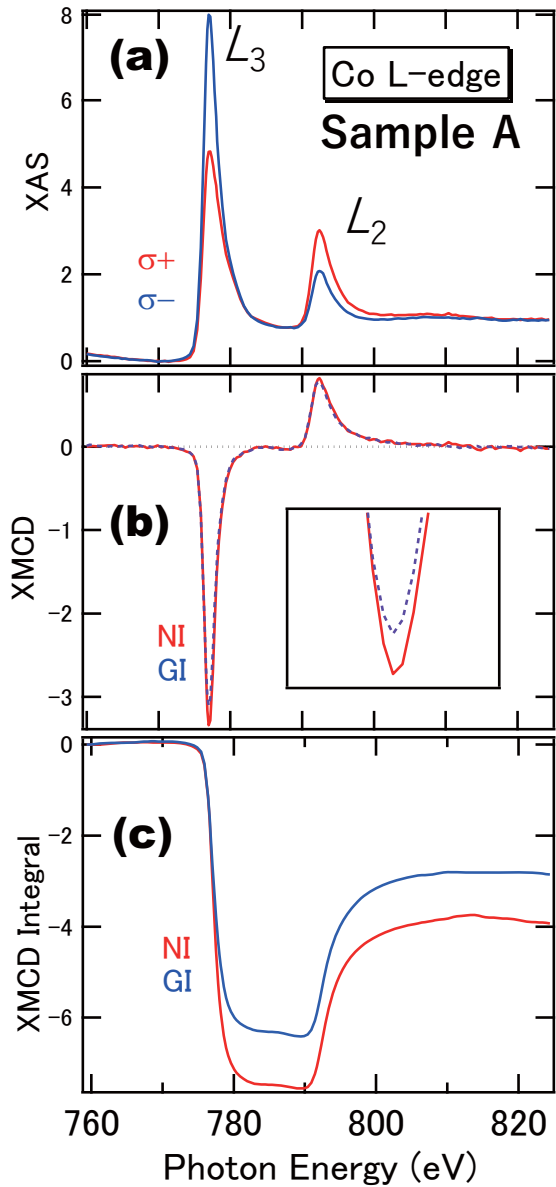 8
6
4
2
0
XAS
(a)
L3
Co L-edge
Sample A
L2
σ+
σ−
0
-1
-2
-3
XMCD
(b)
NI
GI
0
-2
-4
-6
XMCD Integral
(c)
NI
GI
760 780 800 820
Photon Energy (eV)